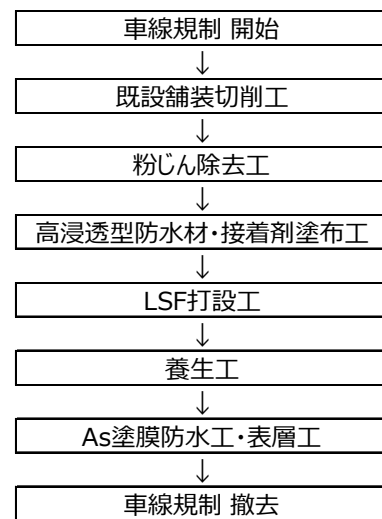 車線規制 開始
↓
既設舗装切削工
↓
粉じん除去工
↓
高浸透型防水材・接着剤塗布工
↓
LSF打設工
↓
養生工
↓
As塗膜防水工・表層工
↓
車線規制 撤去